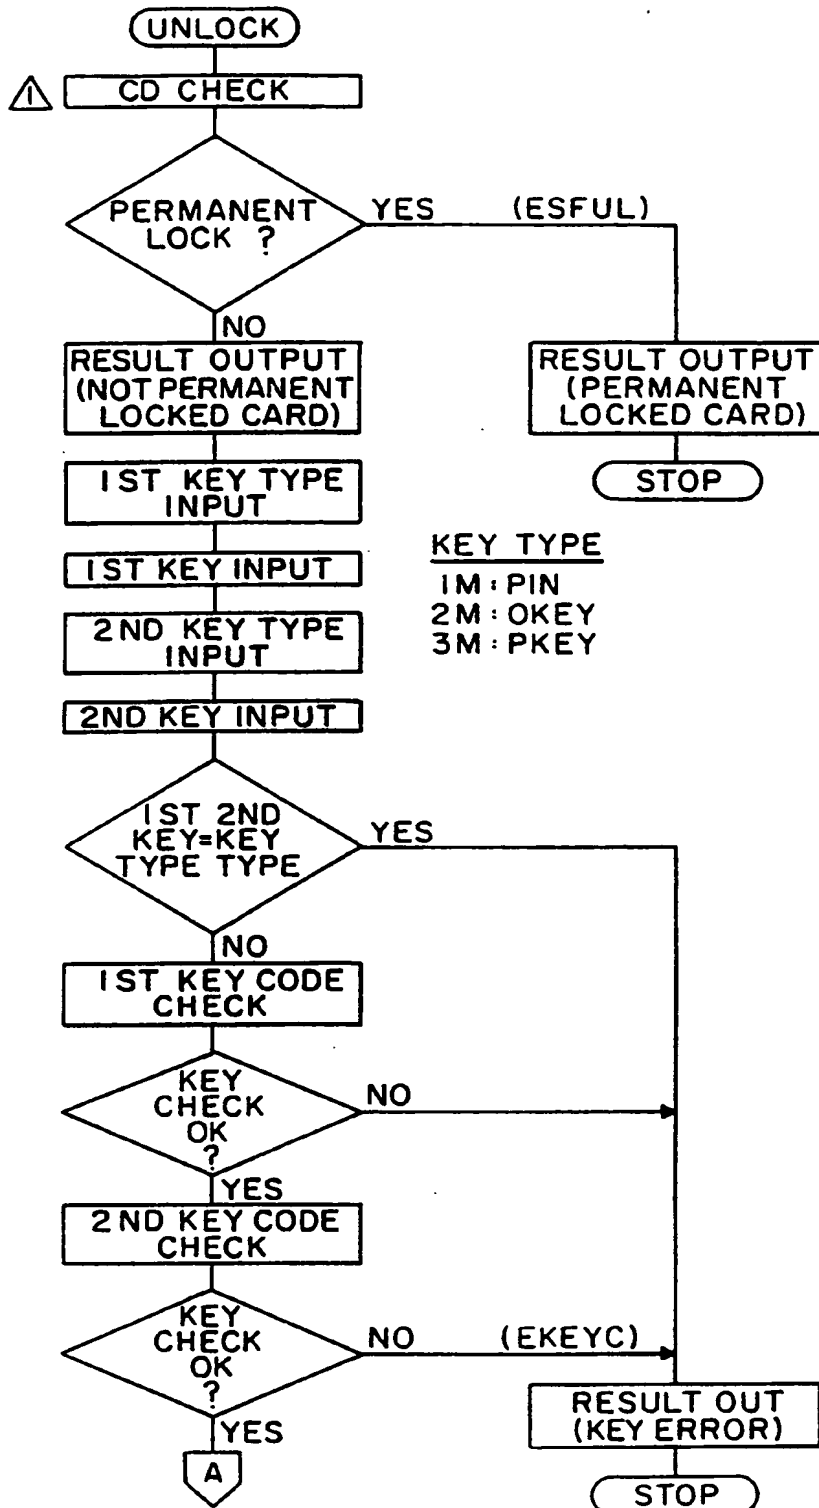 UNLOCK
1
CD CHECK
PERMANENT
LOCK ?
YES (ESFUL)
NO
RESULT OUTPUT
(NOT PERMANENT
LOCKED CARD)
RESULT OUTPUT
(PERMANENT
LOCKED CARD)
STOP
1ST KEY TYPE
INPUT
1ST KEY INPUT
2ND KEY TYPE
INPUT
2ND KEY INPUT
KEY TYPE
1M : PIN
2M : OKEY
3M : PKEY
1ST 2ND
KEY=KEY
TYPE TYPE
YES
NO
1ST KEY CODE
CHECK
KEY
CHECK
OK
?
NO
YES
2ND KEY CODE
CHECK
KEY
CHECK
OK
?
NO (EKEYC)
YES
A
RESULT OUT
(KEY ERROR)
STOP